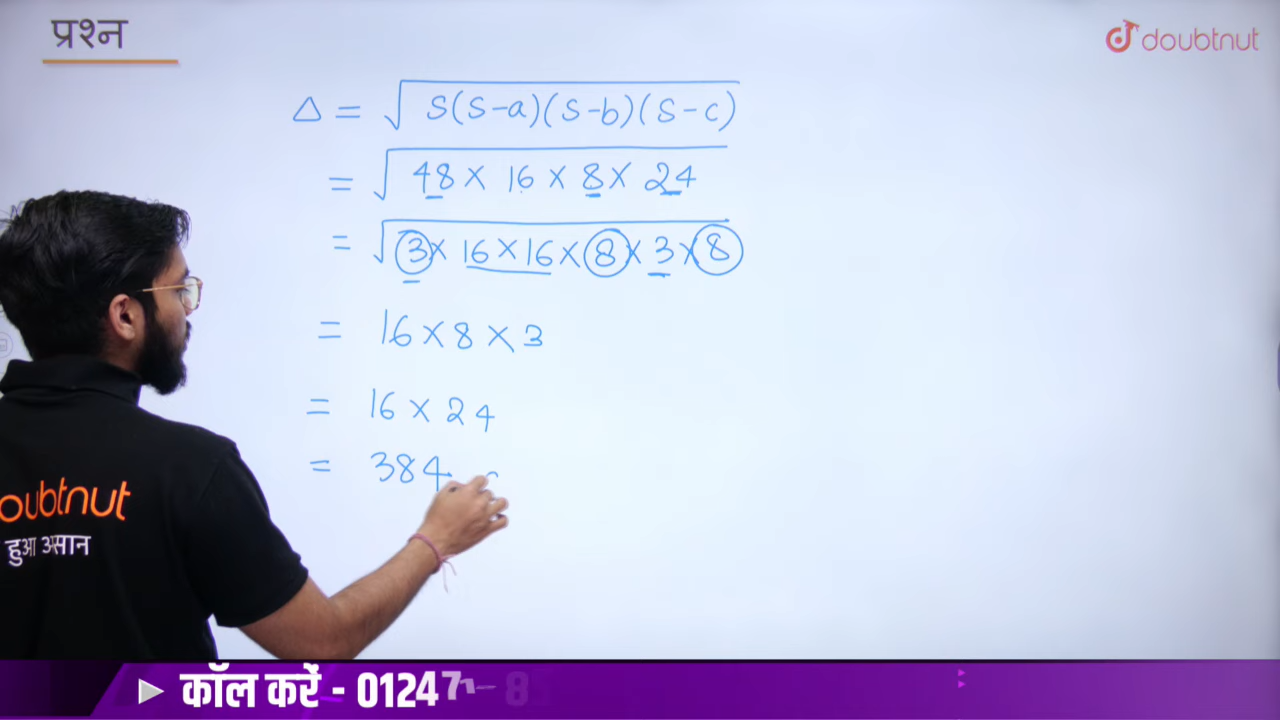 प्रश्न
doubtnut
Δ = √S(S-a)(S-b)(S-c)
= √48 × 16 × 8 × 24
= √3 × 16 × 16 × 8 × 3 × 8
= 16 × 8 × 3
= 16 × 24
= 384
oubtnut
हुआ असान
कॉल करें - 01247